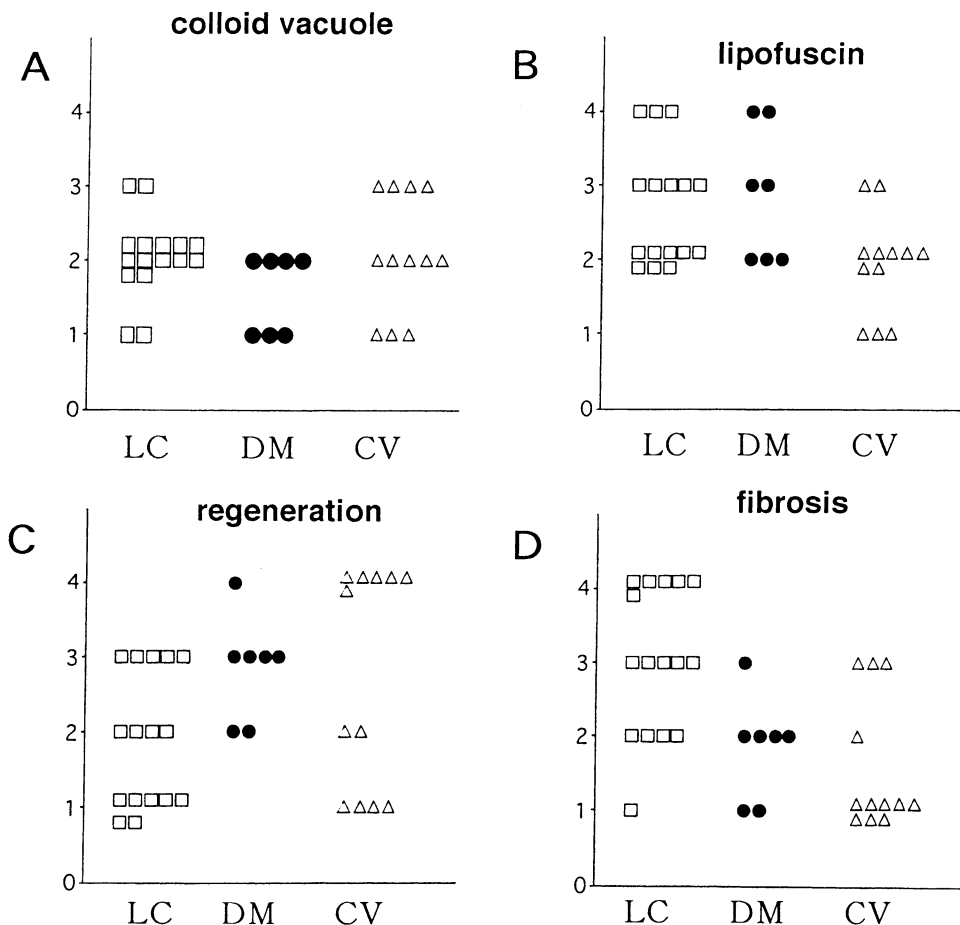 colloid vacuole
A
4
3
2
1
0
LC DM CV
lipofuscin
B
4
3
2
1
0
LC DM CV
regeneration
C
4
3
2
1
0
LC DM CV
fibrosis
D
4
3
2
1
0
LC DM CV